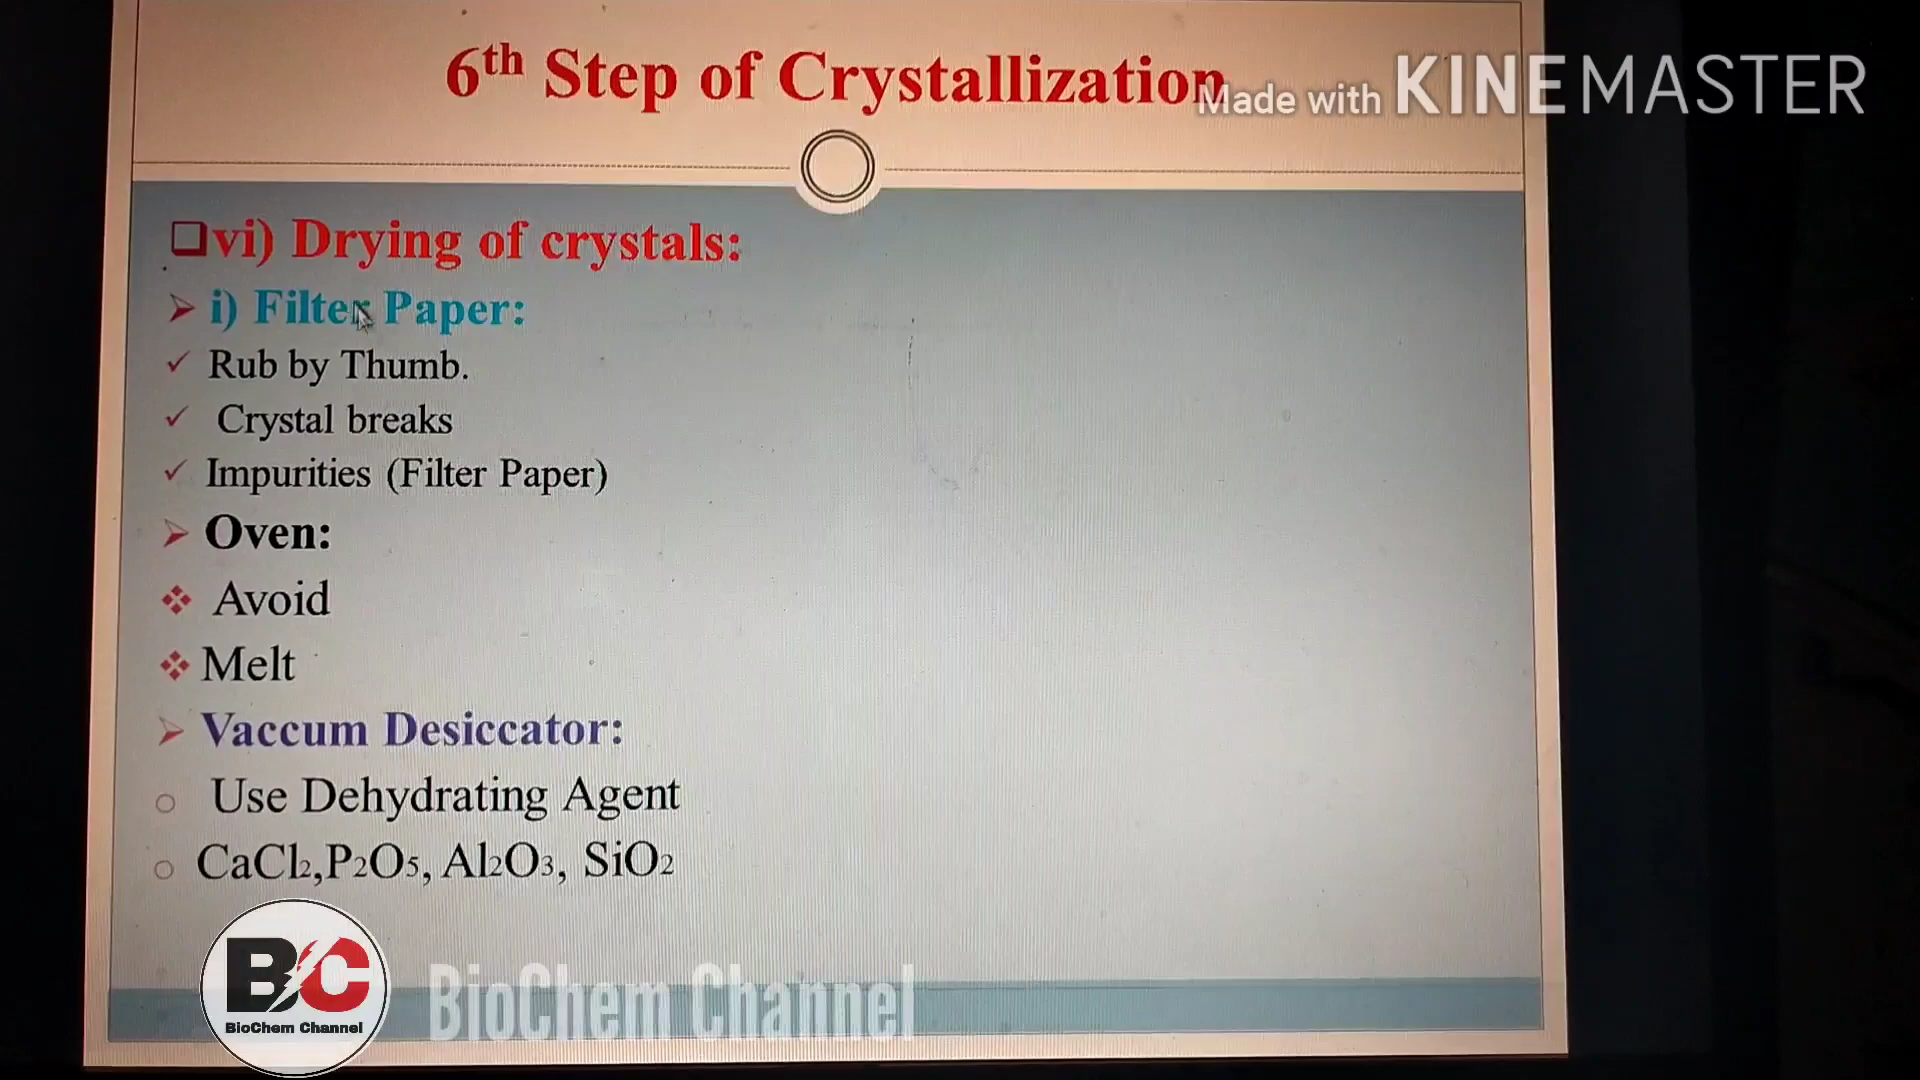 6th Step of Crystallization
Made with KINEMASTER
vi) Drying of crystals:
i) Filter Paper:
Rub by Thumb.
Crystal breaks
Impurities (Filter Paper)
Oven:
Avoid
Melt
Vaccum Desiccator:
Use Dehydrating Agent
CaCl2,P2O5, Al2O3, SiO2
BC
BioChem Channel
BioChem Channel